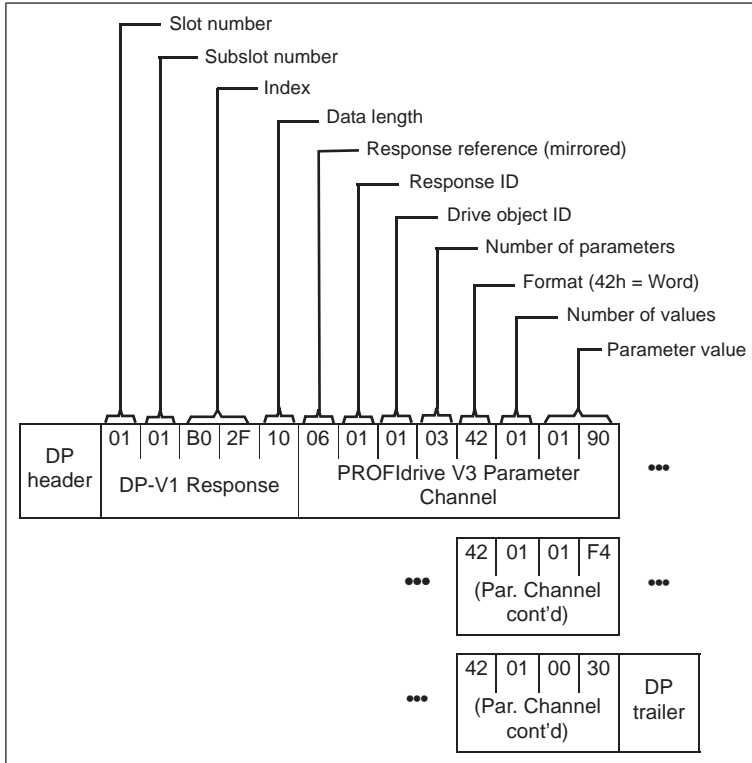 Slot number
Subslot number
Index
Data length
Response reference (mirrored)
Response ID
Drive object ID
Number of parameters
Format (42h = Word)
Number of values
Parameter value
DP header
01 01 B0 2F 10 06 01 01 03 42 01 01 90
DP-V1 Response
PROFIdrive V3 Parameter
Channel
•••
42 01 01 F4
•••
(Par. Channel
cont'd)
•••
42 01 00 30
•••
(Par. Channel
cont'd)
DP
trailer